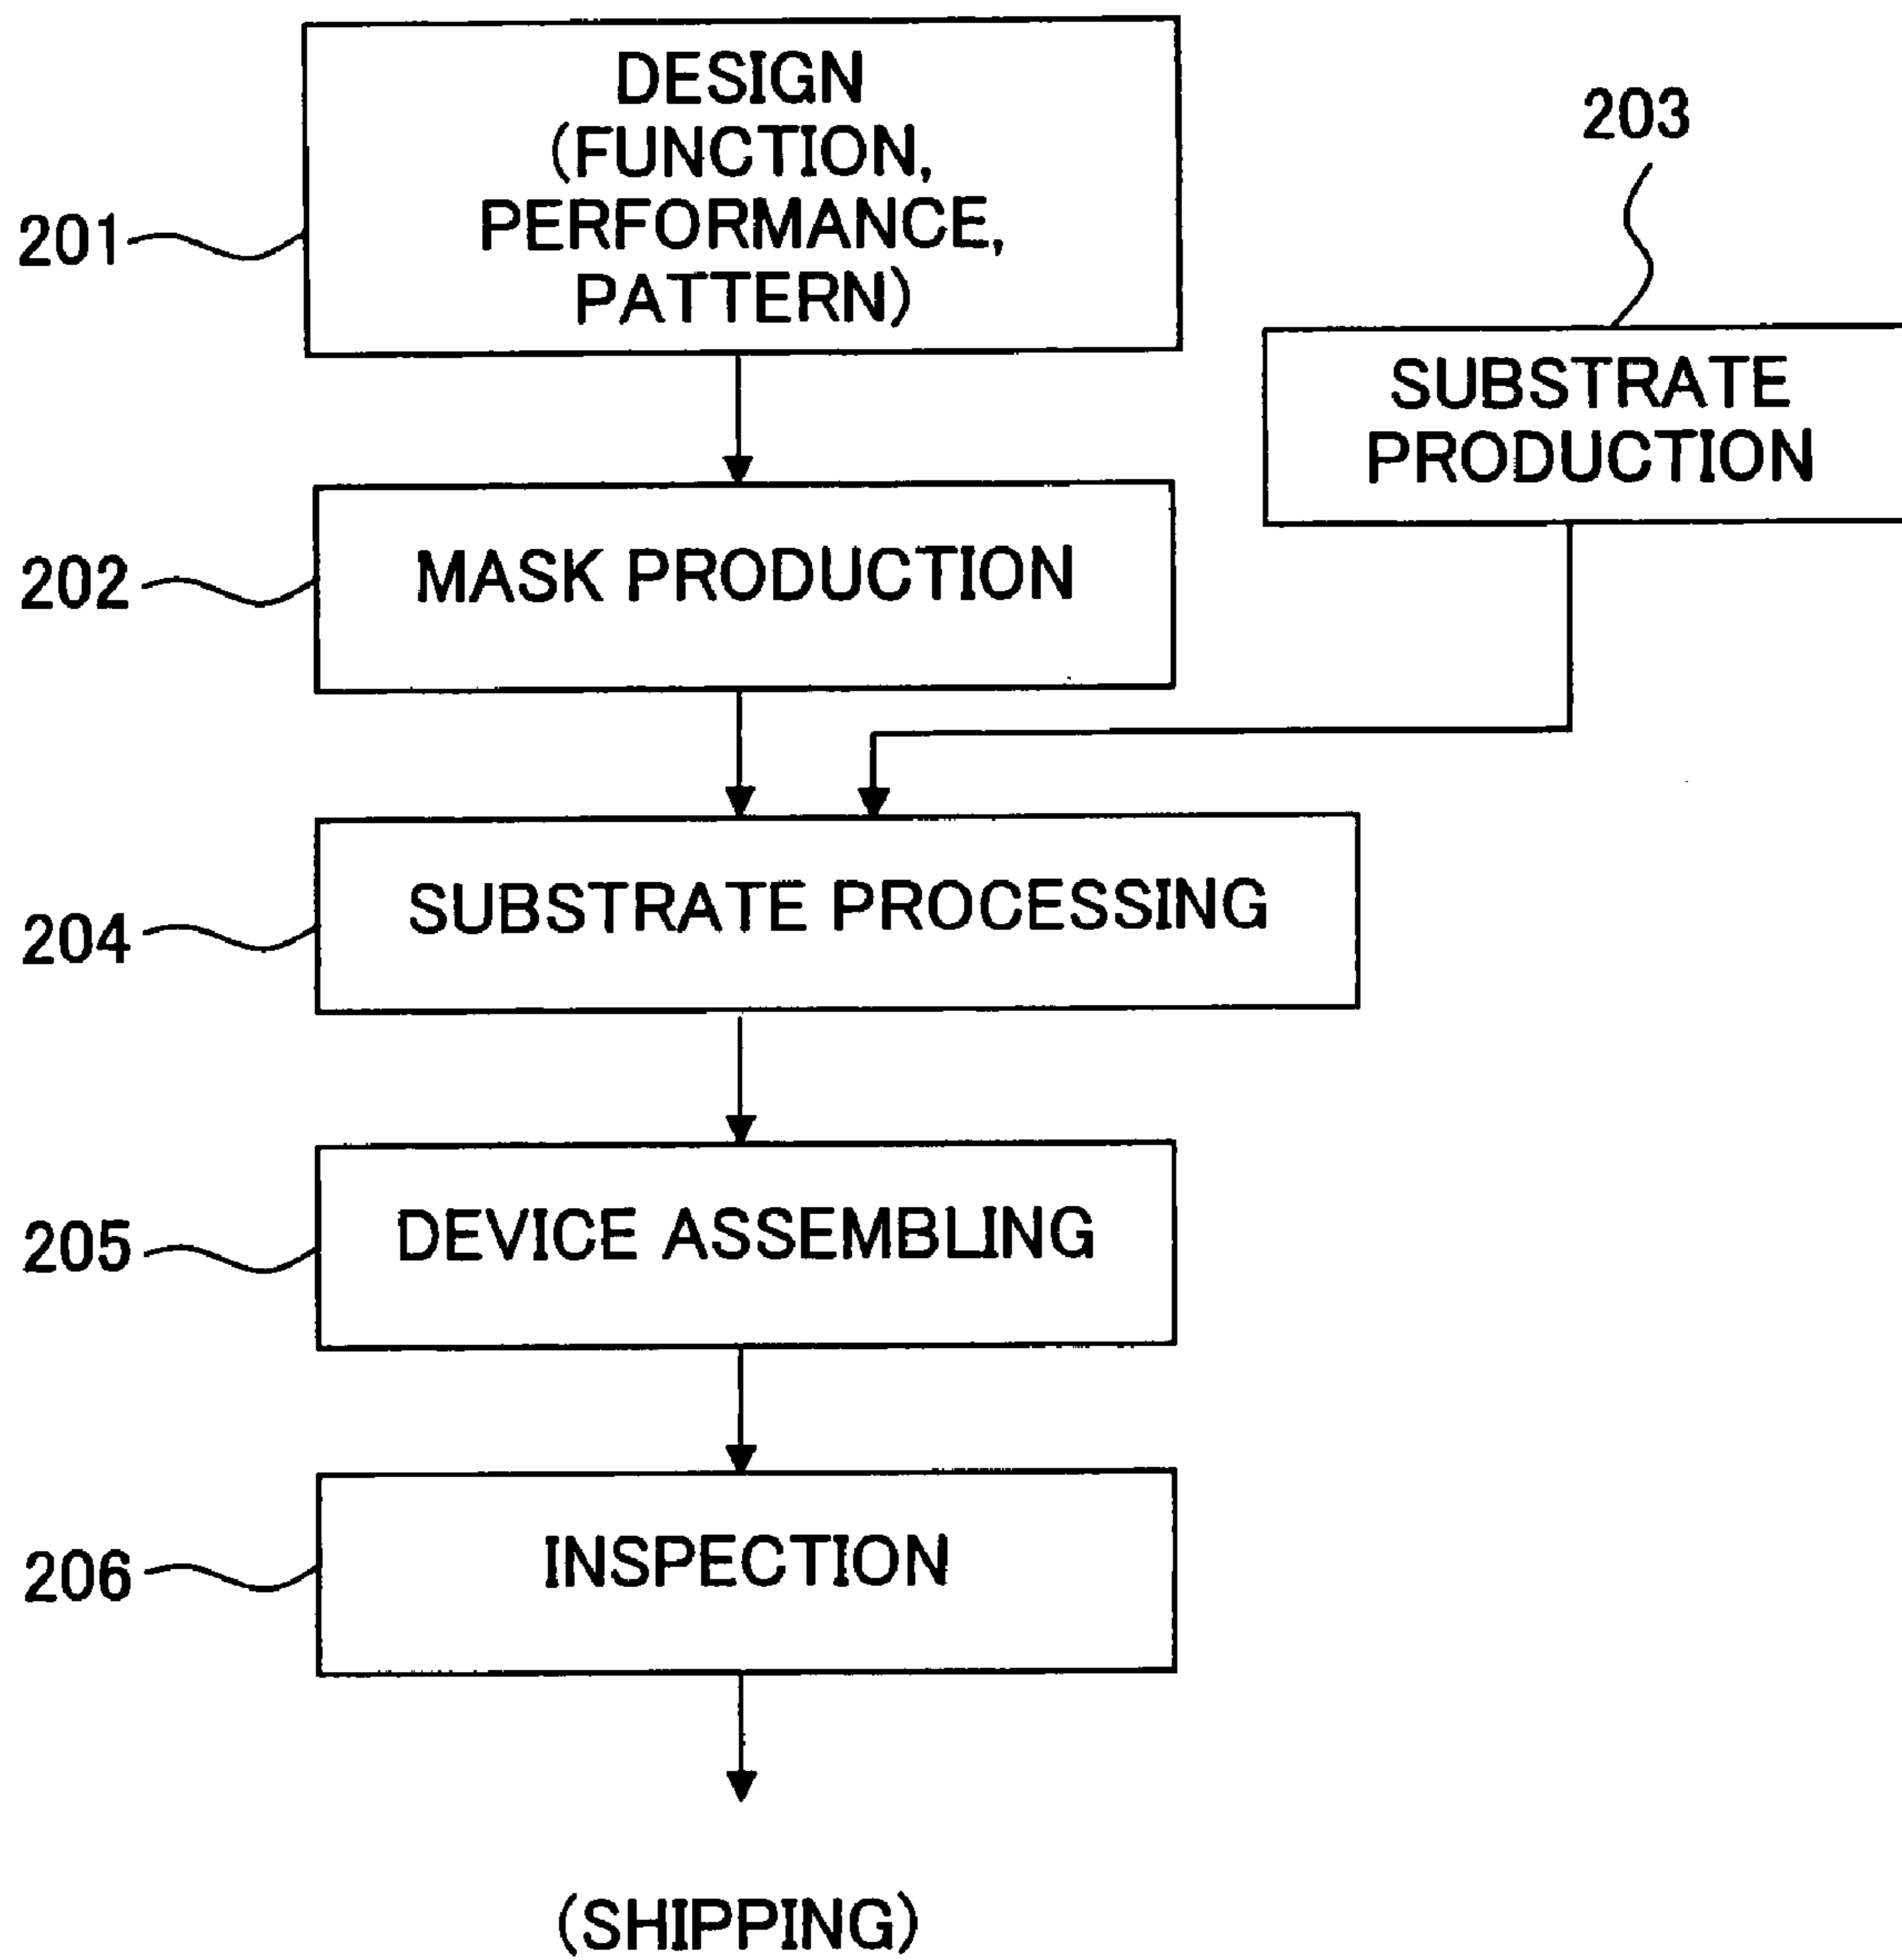 DESIGN
(FUNCTION,
PERFORMANCE,
PATTERN)
201
203
SUBSTRATE
PRODUCTION
202
MASK PRODUCTION
204
SUBSTRATE PROCESSING
205
DEVICE ASSEMBLING
206
INSPECTION
(SHIPPING)